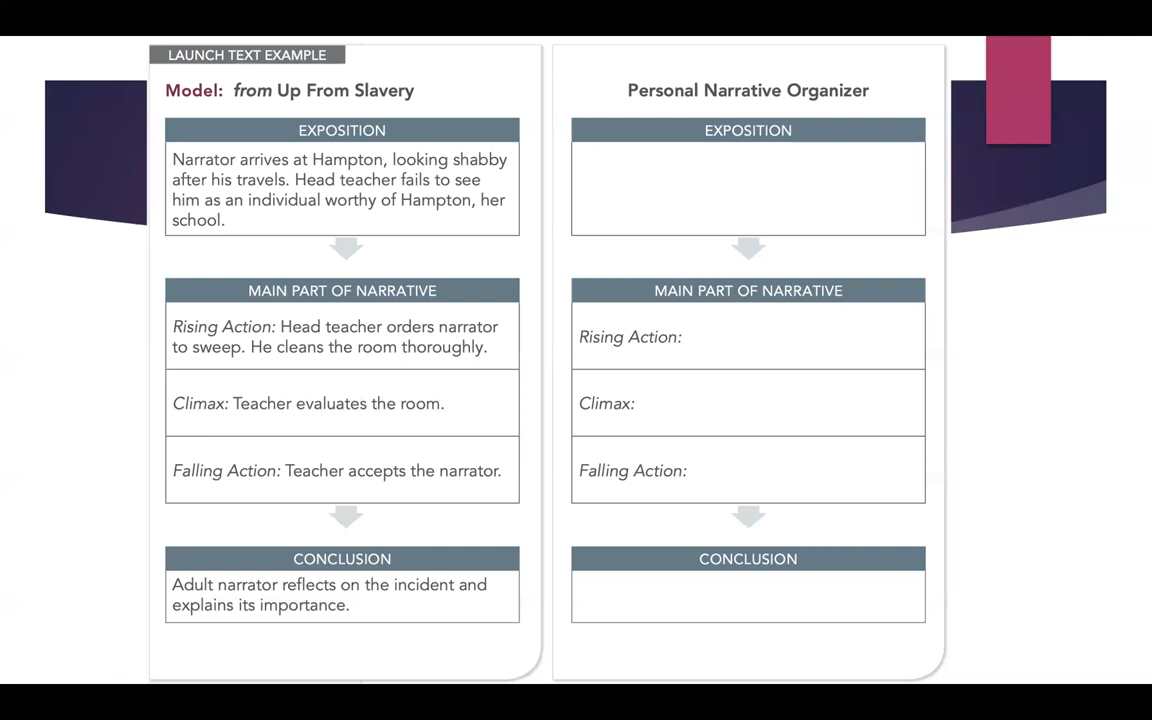 LAUNCH TEXT EXAMPLE
Model: from Up From Slavery
EXPOSITION
Narrator arrives at Hampton, looking shabby
after his travels. Head teacher fails to see
him as an individual worthy of Hampton, her
school.
MAIN PART OF NARRATIVE
Rising Action: Head teacher orders narrator
to sweep. He cleans the room thoroughly.
Climax: Teacher evaluates the room.
Falling Action: Teacher accepts the narrator.
CONCLUSION
Adult narrator reflects on the incident and
explains its importance.
Personal Narrative Organizer
EXPOSITION
MAIN PART OF NARRATIVE
Rising Action:
Climax:
Falling Action:
CONCLUSION